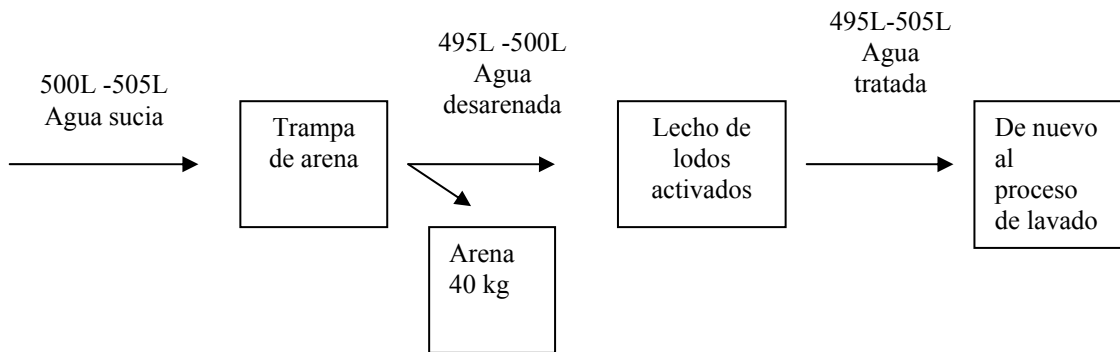 500L -505L
Agua sucia
Trampa
de arena
495L -500L
Agua
desarenada
Arena
40 kg
Lecho de
lodos
activados
495L-505L
Agua
tratada
De nuevo
al
proceso
de lavado